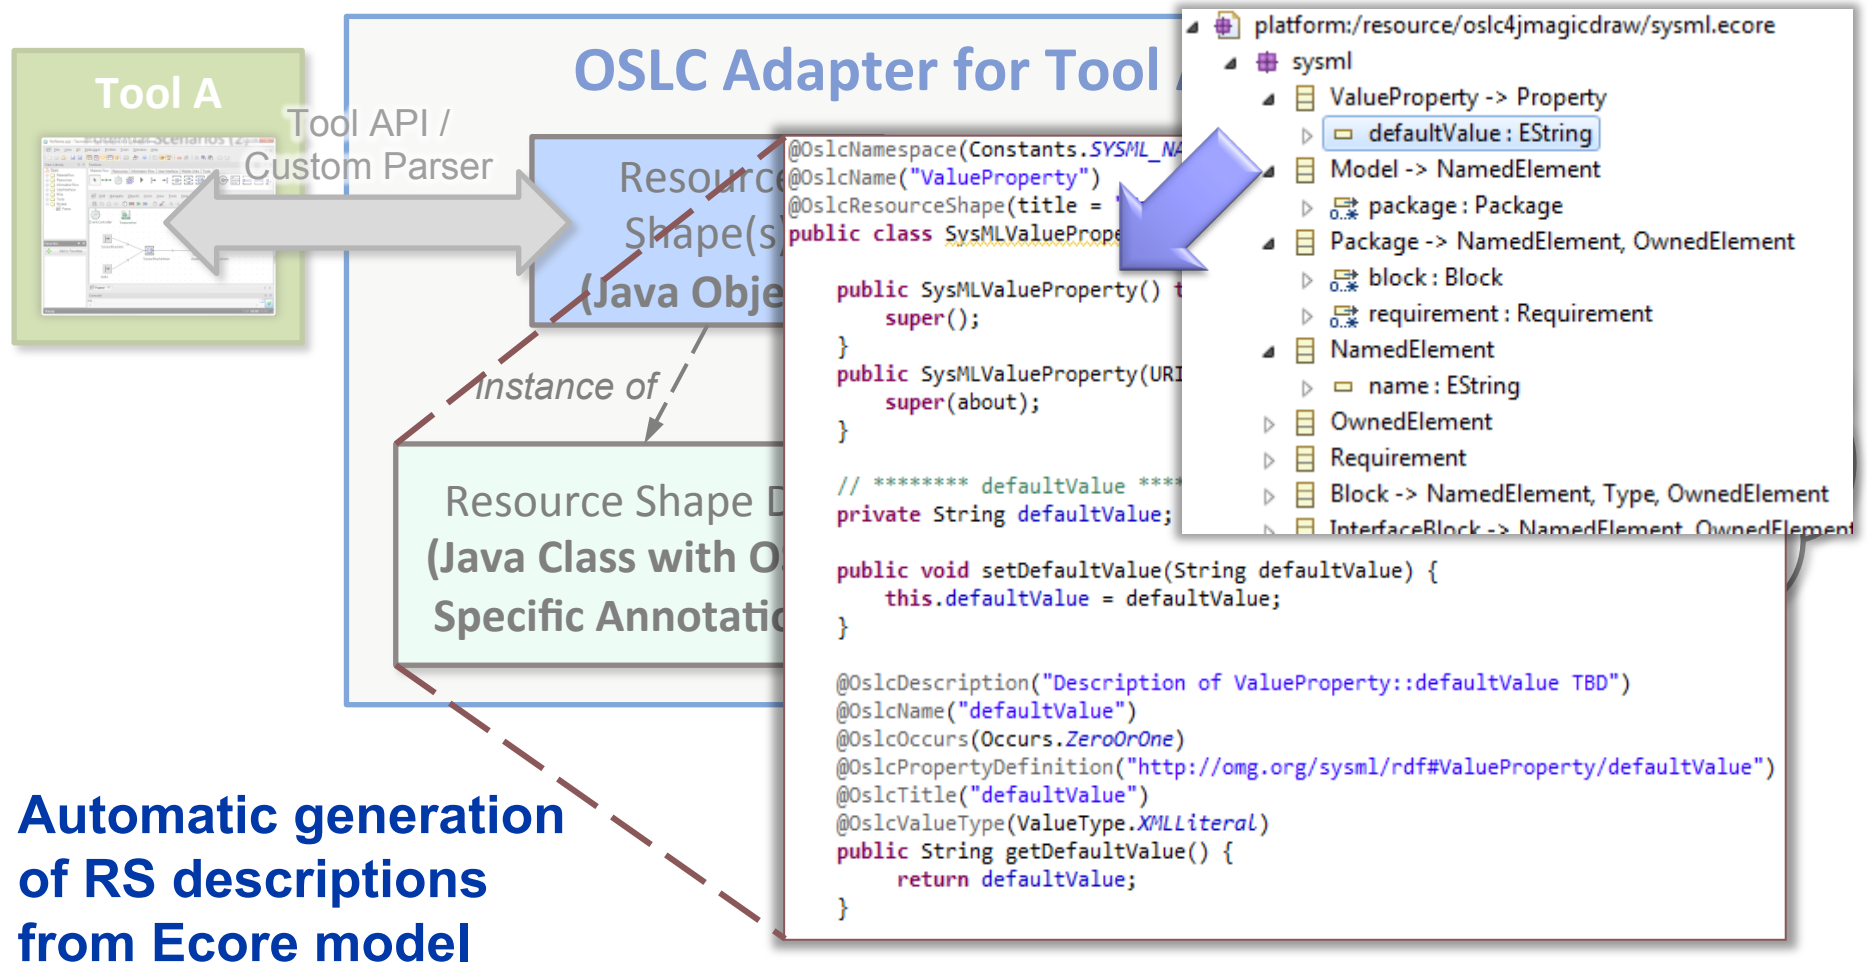 Tool A
Tool API /
Custom Parser
OSLC Adapter for Tool
Resource
Shape(s)
(Java Obje
Instance of
Resource Shape D
(Java Class with O
Specific Annotatio
Automatic generation
of RS descriptions
from Ecore model
@OslcNamespace(Constants.SYSML_NA
@OslcName("ValueProperty")
@OslcResourceShape(title = "
public class SysMLValuePrope
public SysMLValueProperty() t
super();
}
public SysMLValueProperty(URI
super(about);
}
// ******** defaultValue ****
private String defaultValue;
public void setDefaultValue(String defaultValue) {
this.defaultValue = defaultValue;
}
@OslcDescription("Description of ValueProperty::defaultValue TBD")
@OslcName("defaultValue")
@OslcOccurs(Occurs.ZeroOrOne)
@OslcPropertyDefinition("http://omg.org/sysml/rdf#ValueProperty/defaultValue")
@OslcTitle("defaultValue")
@OslcValueType(ValueType.XMLLiteral)
public String getDefaultValue() {
return defaultValue;
}
platform:/resource/oslc4jmagicdraw/sysml.ecore
sysml
ValueProperty -> Property
defaultValue : EString
Model -> NamedElement
0..* package : Package
Package -> NamedElement, OwnedElement
0..* block : Block
0..* requirement : Requirement
NamedElement
name : EString
OwnedElement
Requirement
Block -> NamedElement, Type, OwnedElement
InterfaceBlock -> NamedElement, OwnedElement